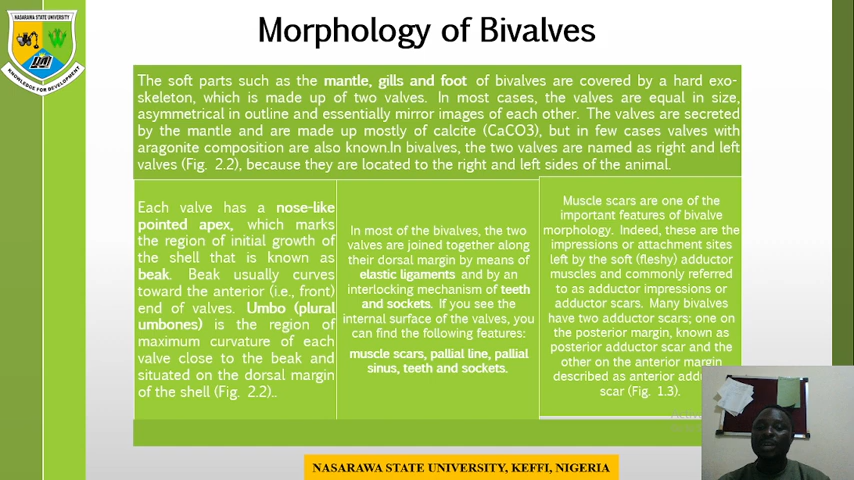 NASARAWA STATE UNIVERSITY
KNOWLEDGE FOR DEVELOPMENT
Morphology of Bivalves
The soft parts such as the mantle, gills and foot of bivalves are covered by a hard exo-
skeleton, which is made up of two valves. In most cases, the valves are equal in size,
asymmetrical in outline and essentially mirror images of each other. The valves are secreted
by the mantle and are made up mostly of calcite (CaCO3), but in few cases valves with
aragonite composition are also known.In bivalves, the two valves are named as right and left
valves (Fig. 2.2), because they are located to the right and left sides of the animal.
Each valve has a nose-like
pointed apex, which marks
the region of initial growth of
the shell that is known as
beak. Beak usually curves
toward the anterior (i.e., front)
end of valves. Umbo (plural
umbones) is the region of
maximum curvature of each
valve close to the beak and
situated on the dorsal margin
of the shell (Fig. 2.2)..
In most of the bivalves, the two
valves are joined together along
their dorsal margin by means of
elastic ligaments and by an
interlocking mechanism of teeth
and sockets. If you see the
internal surface of the valves, you
can find the following features:
muscle scars, pallial line, pallial
sinus, teeth and sockets.
Muscle scars are one of the
important features of bivalve
morphology. Indeed, these are the
impressions or attachment sites
left by the soft (fleshy) adductor
muscles and commonly referred
to as adductor impressions or
adductor scars. Many bivalves
have two adductor scars; one on
the posterior margin, known as
posterior adductor scar and the
other on the anterior margin
described as anterior
scar (Fig. 1.3).
NASARAWA STATE UNIVERSITY, KEFFI, NIGERIA